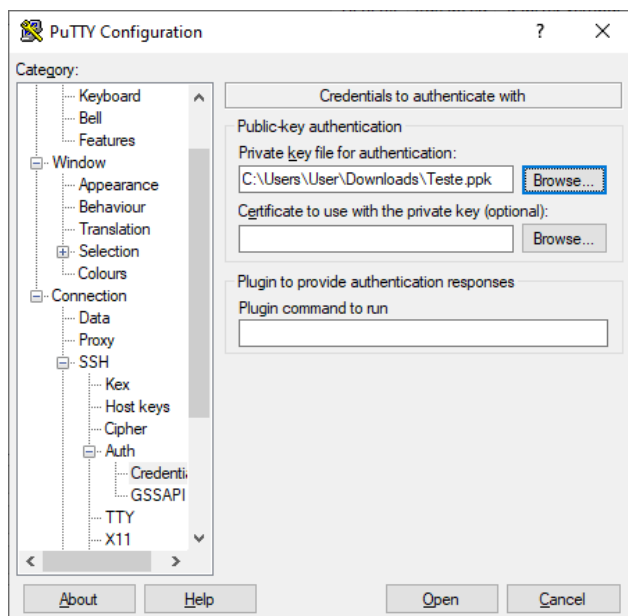 PuTTY Configuration
?
Category:
Keyboard
Bell
Features
Window
Appearance
Behaviour
Translation
Selection
Colours
Connection
Data
Proxy
SSH
Kex
Host keys
Cipher
Auth
Credenti
GSSAPI
TTY
X11
Credentials to authenticate with
Public-key authentication
Private key file for authentication:
C:\Users\User\Downloads\Teste.ppk
Browse...
Certificate to use with the private key (optional):
Browse...
Plugin to provide authentication responses
Plugin command to run
About
Help
Open
Cancel